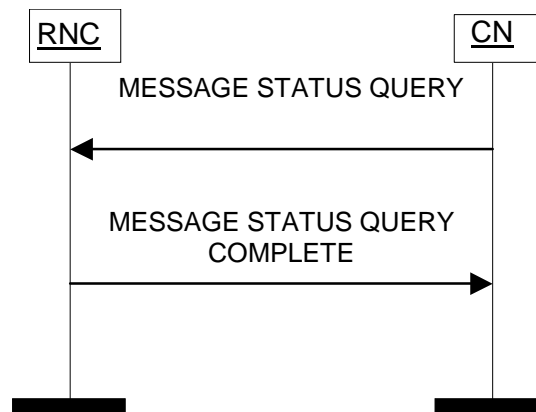 RNC
CN
MESSAGE STATUS QUERY
MESSAGE STATUS QUERY
COMPLETE